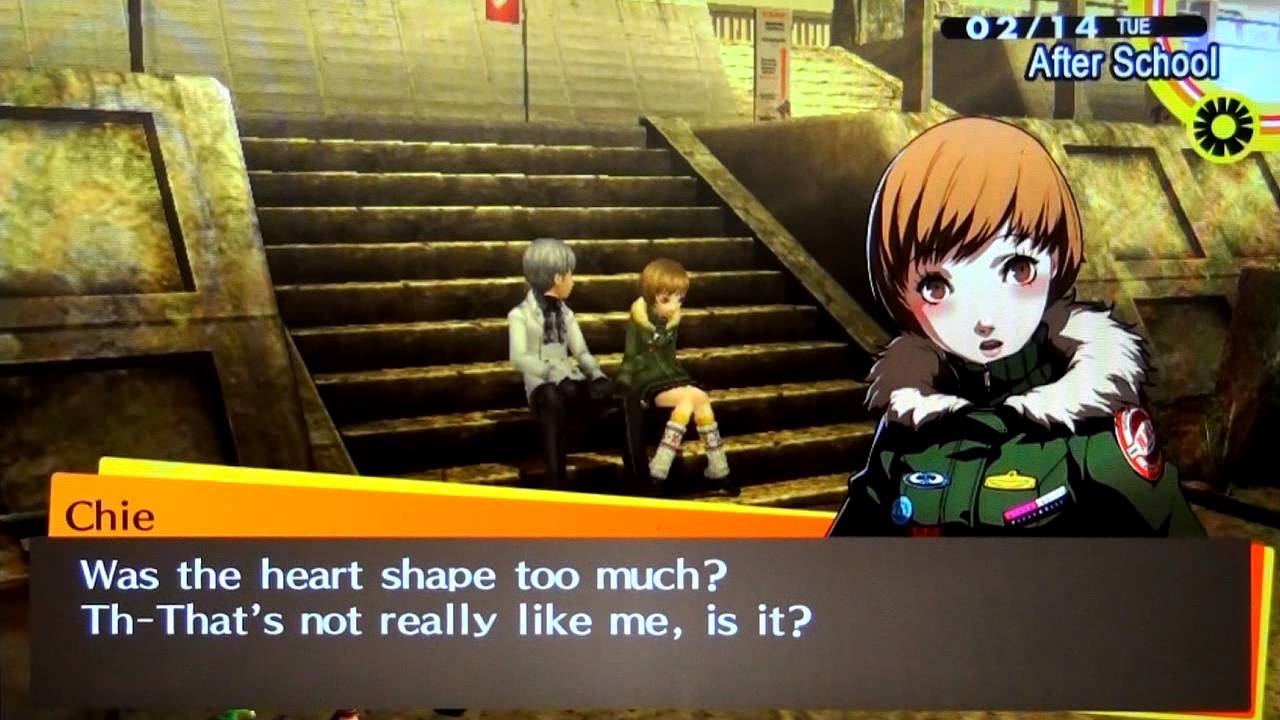 02/14 TUE
After School
Chie
Was the heart shape too much?
Th-That's not really like me, is it?